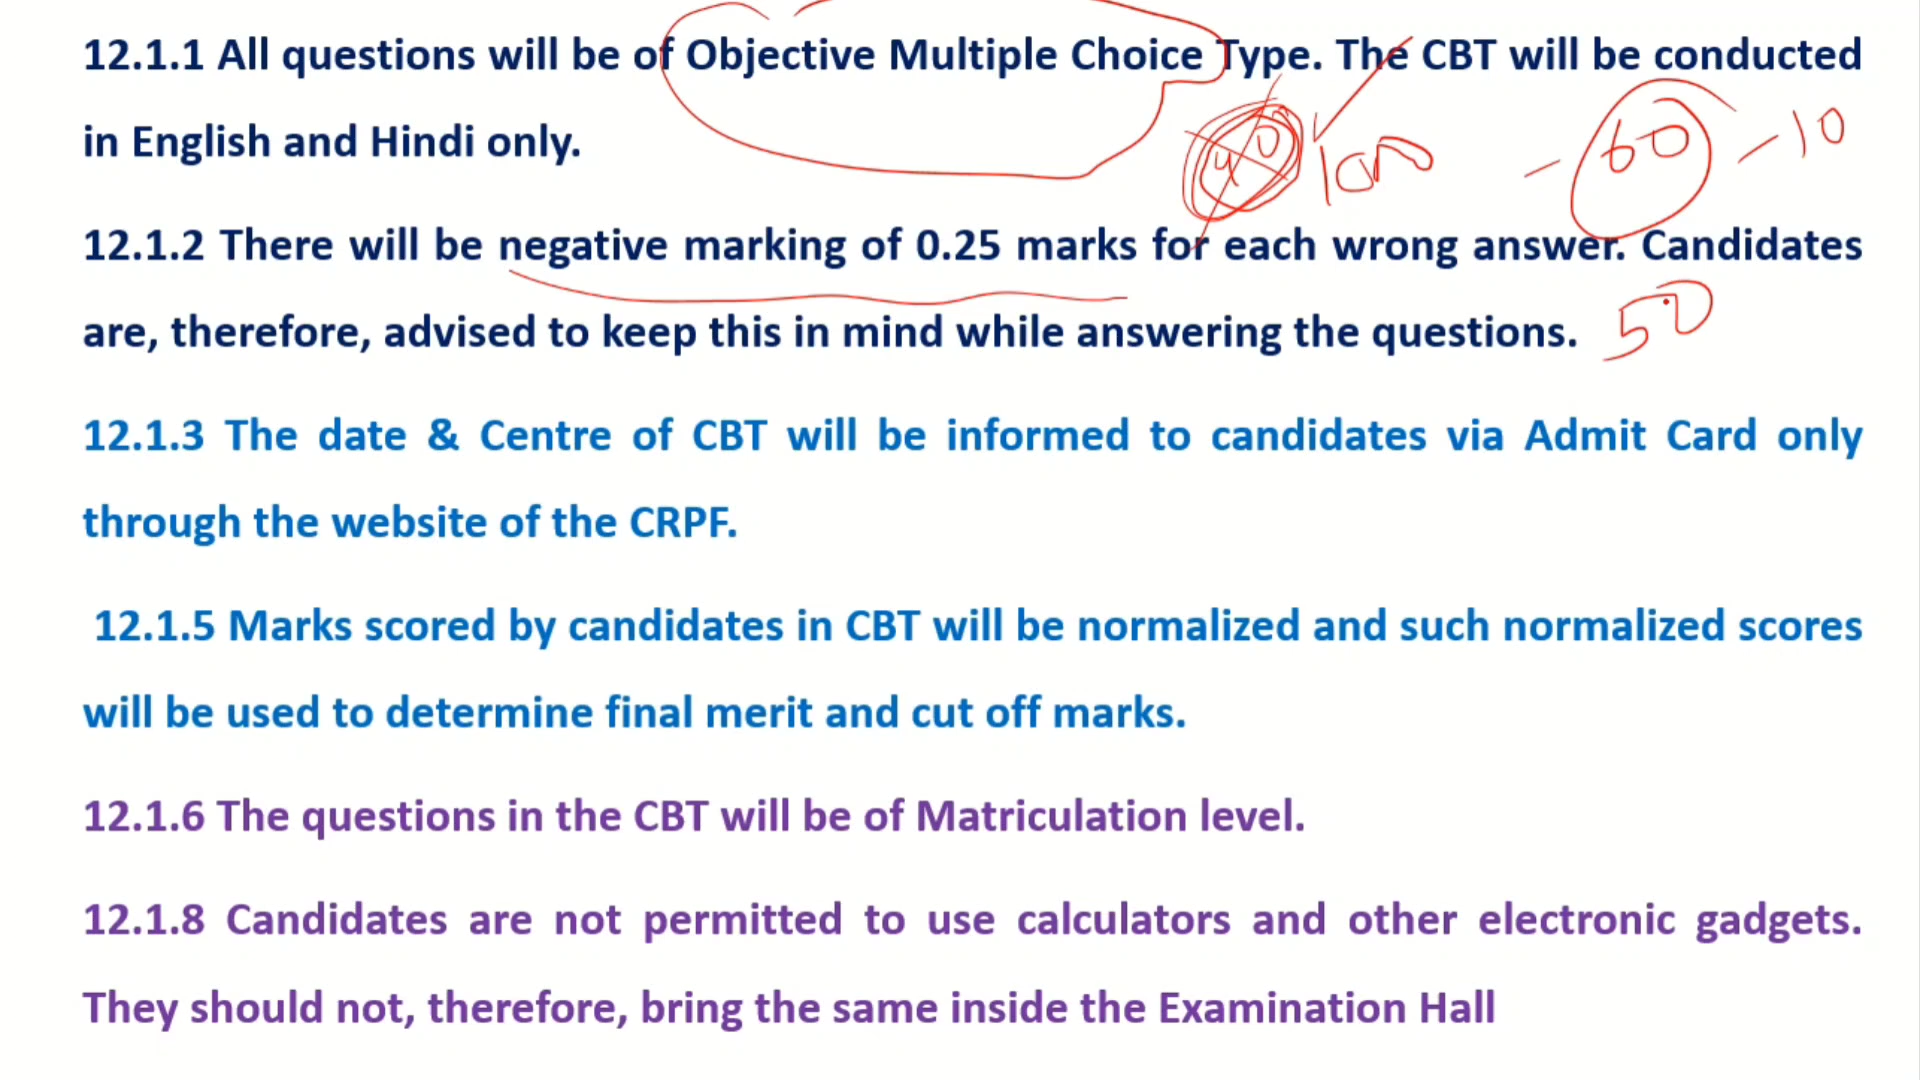 12.1.1 All questions will be of Objective Multiple Choice Type. The CBT will be conducted
in English and Hindi only.
40 100 - 60 - 10
12.1.2 There will be negative marking of 0.25 marks for each wrong answer. Candidates
are, therefore, advised to keep this in mind while answering the questions. 50
12.1.3 The date & Centre of CBT will be informed to candidates via Admit Card only
through the website of the CRPF.
12.1.5 Marks scored by candidates in CBT will be normalized and such normalized scores
will be used to determine final merit and cut off marks.
12.1.6 The questions in the CBT will be of Matriculation level.
12.1.8 Candidates are not permitted to use calculators and other electronic gadgets.
They should not, therefore, bring the same inside the Examination Hall